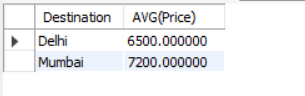 Destination AVG(Price)
Delhi 6500.000000
Mumbai 7200.000000